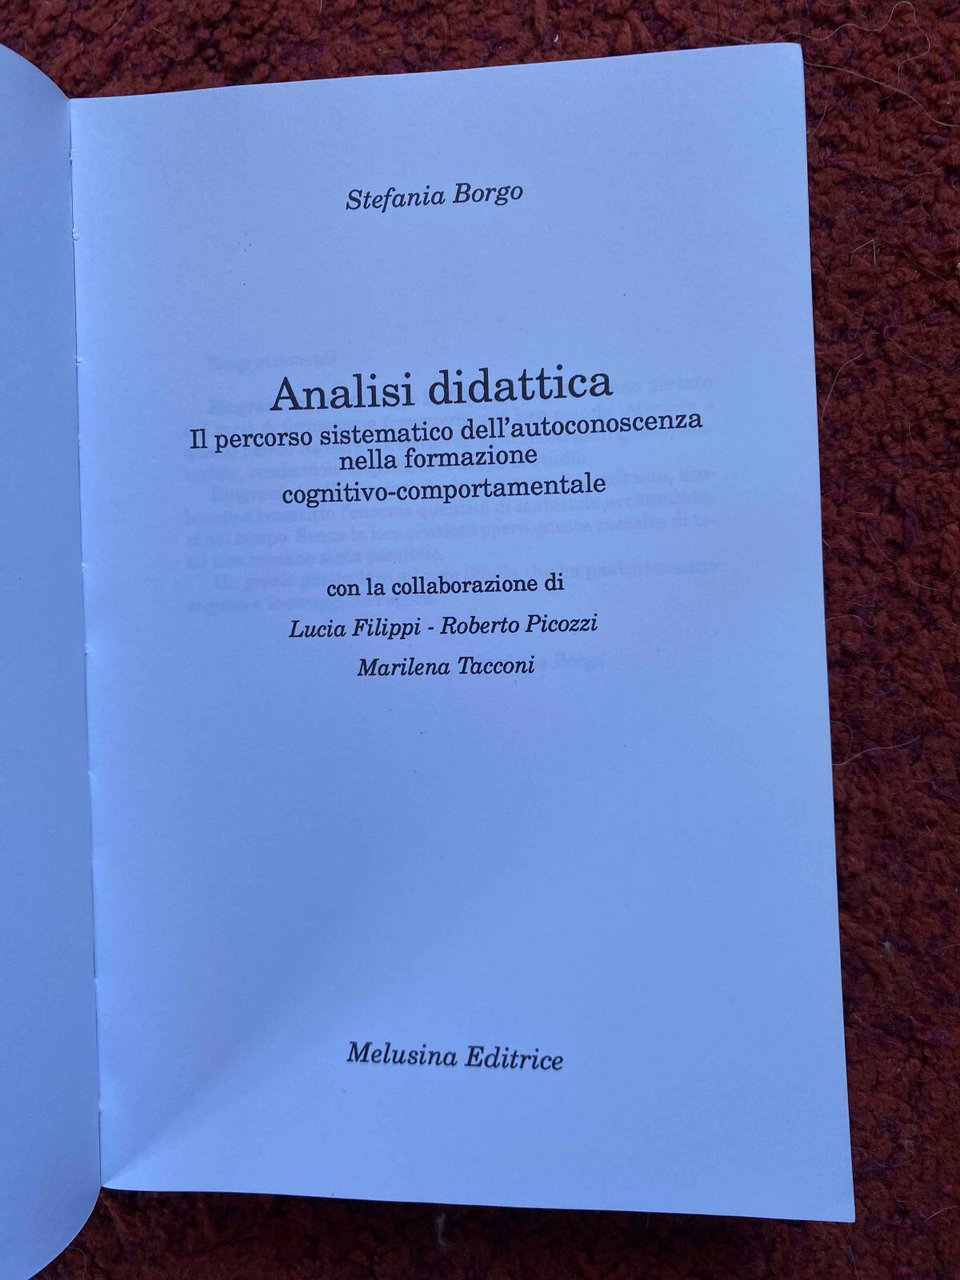 Stefania Borgo
Analisi didattica
Il percorso sistematico dell'autoconoscenza
nella formazione
cognitivo-comportamentale
con la collaborazione di
Lucia Filippi - Roberto Picozzi
Marilena Tacconi
Melusina Editrice